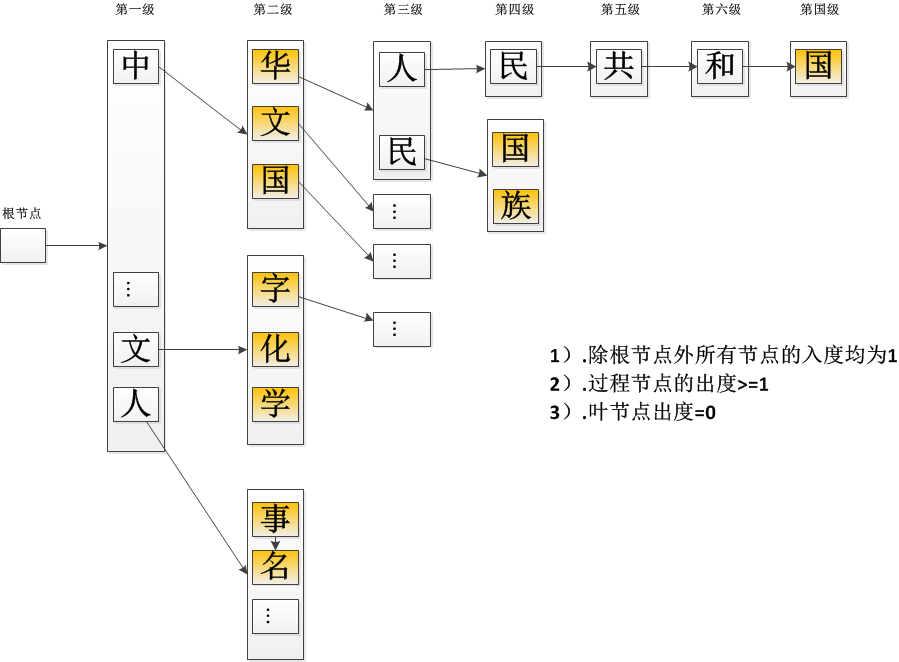 第一级 第二级 第三级 第四级 第五级 第六级 第国级
中 华 人 民 共 和 国
文
民 国
国
族
⋮
根节点
⋮ 字 ⋮
文 化
人 学
事
名
⋮
1）.除根节点外所有节点的入度均为1
2）.过程节点的出度>=1
3）.叶节点出度=0